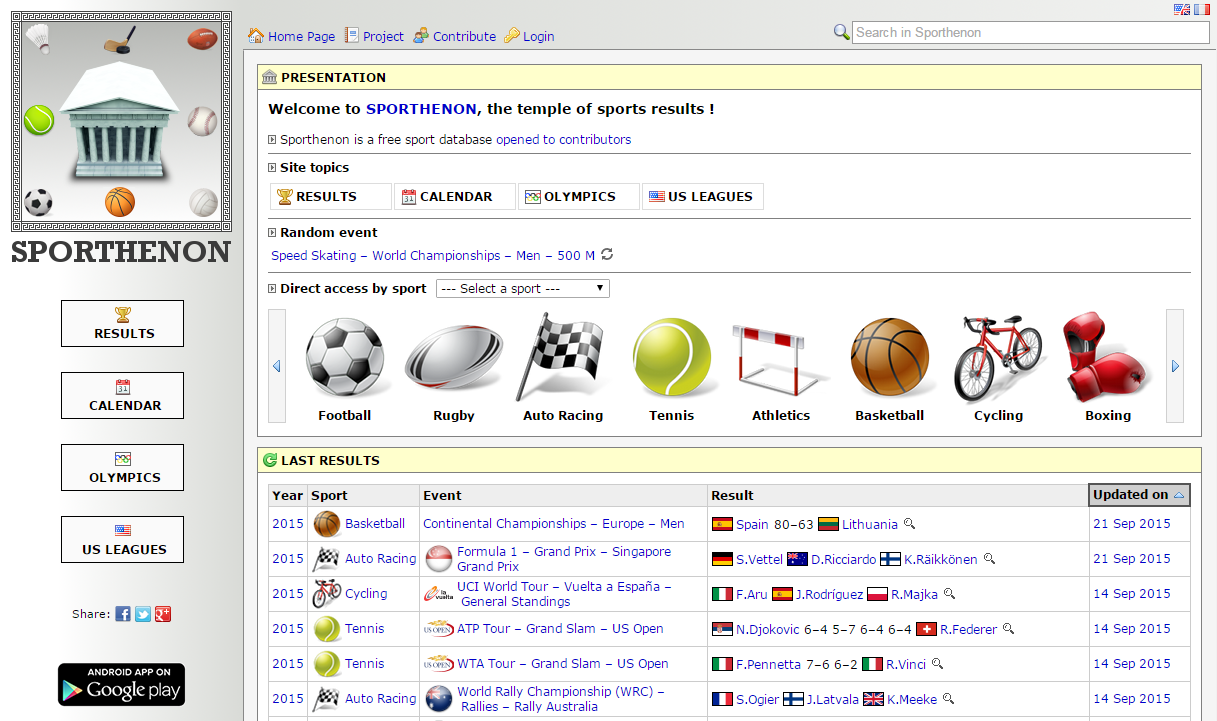 Home Page Project Contribute Login Search in Sporthenon
SPORTHENON
RESULTS
CALENDAR
OLYMPICS
US LEAGUES
Share:
ANDROID APP ON
Google play
PRESENTATION
Welcome to SPORTHENON, the temple of sports results !
Sporthenon is a free sport database opened to contributors
Site topics
RESULTS CALENDAR OLYMPICS US LEAGUES
Random event
Speed Skating – World Championships – Men – 500 M
Direct access by sport --- Select a sport ---
Football Rugby Auto Racing Tennis Athletics Basketball Cycling Boxing
LAST RESULTS
Year Sport Event Result Updated on
2015 Basketball Continental Championships – Europe – Men Spain 80–63 Lithuania 21 Sep 2015
2015 Auto Racing Formula 1 – Grand Prix – Singapore
Grand Prix S.Vettel D.Ricciardo K.Räikkönen 21 Sep 2015
2015 Cycling la vuelta UCI World Tour – Vuelta a España –
General Standings F.Aru J.Rodríguez R.Majka 14 Sep 2015
2015 Tennis US OPEN ATP Tour – Grand Slam – US Open N.Djokovic 6–4 5–7 6–4 6–4 R.Federer 14 Sep 2015
2015 Tennis US OPEN WTA Tour – Grand Slam – US Open F.Pennetta 7–6 6–2 R.Vinci 14 Sep 2015
2015 Auto Racing World Rally Championship (WRC) –
Rallies – Rally Australia S.Ogier J.Latvala K.Meeke 14 Sep 2015